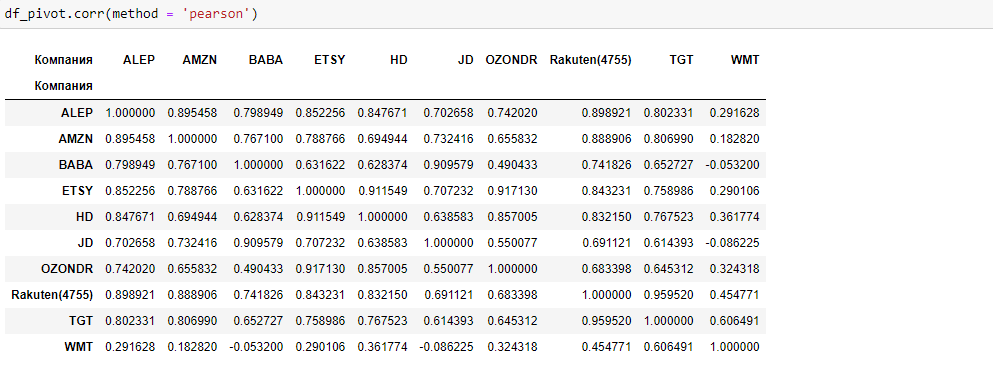 df_pivot.corr(method = 'pearson')
Компания ALEP AMZN BABA ETSY HD JD OZONDR Rakuten(4755) TGT WMT
Компания
ALEP 1.000000 0.895458 0.798949 0.852256 0.847671 0.702658 0.742020 0.898921 0.802331 0.291628
AMZN 0.895458 1.000000 0.767100 0.788766 0.694944 0.732416 0.655832 0.888906 0.806990 0.182820
BABA 0.798949 0.767100 1.000000 0.631622 0.628374 0.909579 0.490433 0.741826 0.652727 -0.053200
ETSY 0.852256 0.788766 0.631622 1.000000 0.911549 0.707232 0.917130 0.843231 0.758986 0.290106
HD 0.847671 0.694944 0.628374 0.911549 1.000000 0.638583 0.857005 0.832150 0.767523 0.361774
JD 0.702658 0.732416 0.909579 0.707232 0.638583 1.000000 0.550077 0.691121 0.614393 -0.086225
OZONDR 0.742020 0.655832 0.490433 0.917130 0.857005 0.550077 1.000000 0.683398 0.645312 0.324318
Rakuten(4755) 0.898921 0.888906 0.741826 0.843231 0.832150 0.691121 0.683398 1.000000 0.959520 0.454771
TGT 0.802331 0.806990 0.652727 0.758986 0.767523 0.614393 0.645312 0.959520 1.000000 0.606491
WMT 0.291628 0.182820 -0.053200 0.290106 0.361774 -0.086225 0.324318 0.454771 0.606491 1.000000